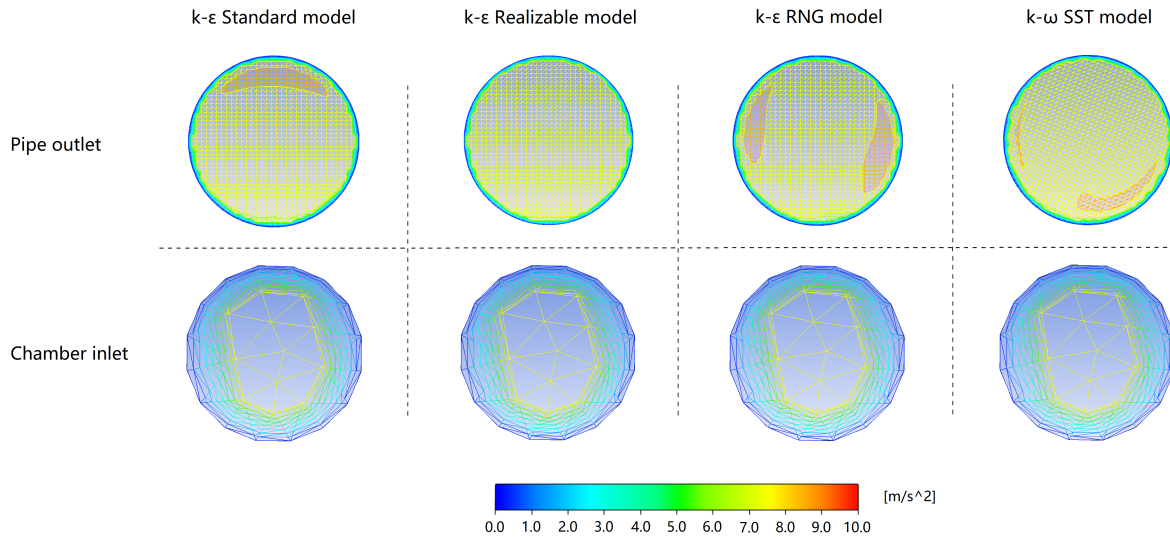 k-ε Standard model k-ε Realizable model k-ε RNG model k-ω SST model
Pipe outlet
Chamber inlet
[m/s^2]
0.0 1.0 2.0 3.0 4.0 5.0 6.0 7.0 8.0 9.0 10.0